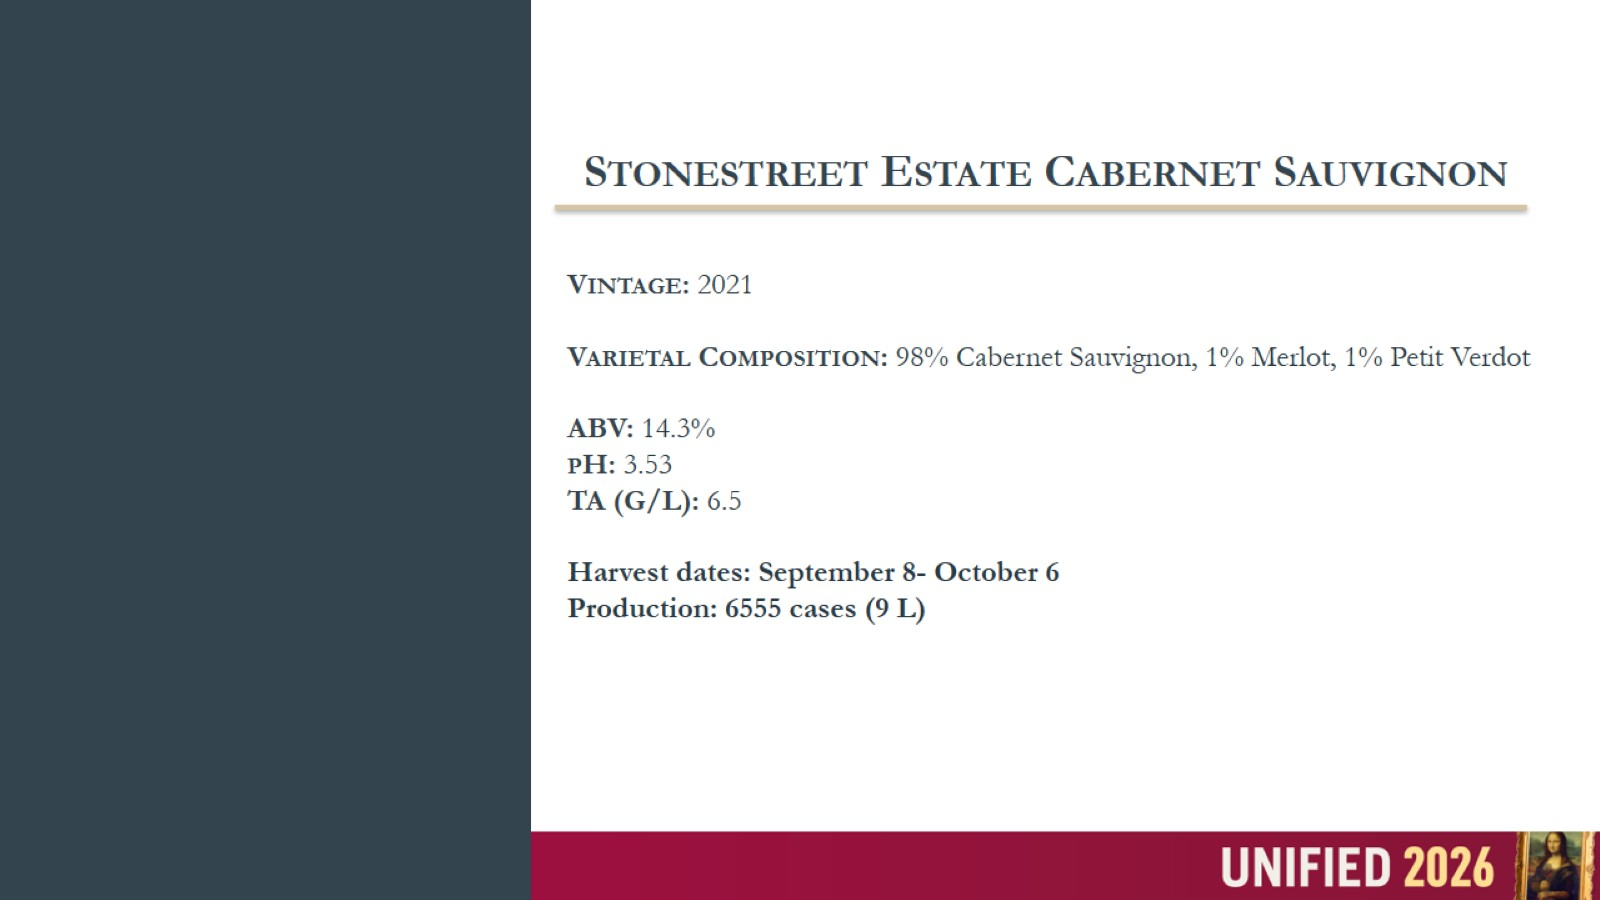 Stonestreet Estate Cabernet Sauvignon
Vintage: 2021
Varietal Composition: 98% Cabernet Sauvignon, 1% Merlot, 1% Petit Verdot
ABV: 14.3%
pH: 3.53
TA (G/L): 6.5
Harvest dates: September 8- October 6
Production: 6555 cases (9 L)
UNIFIED 2026